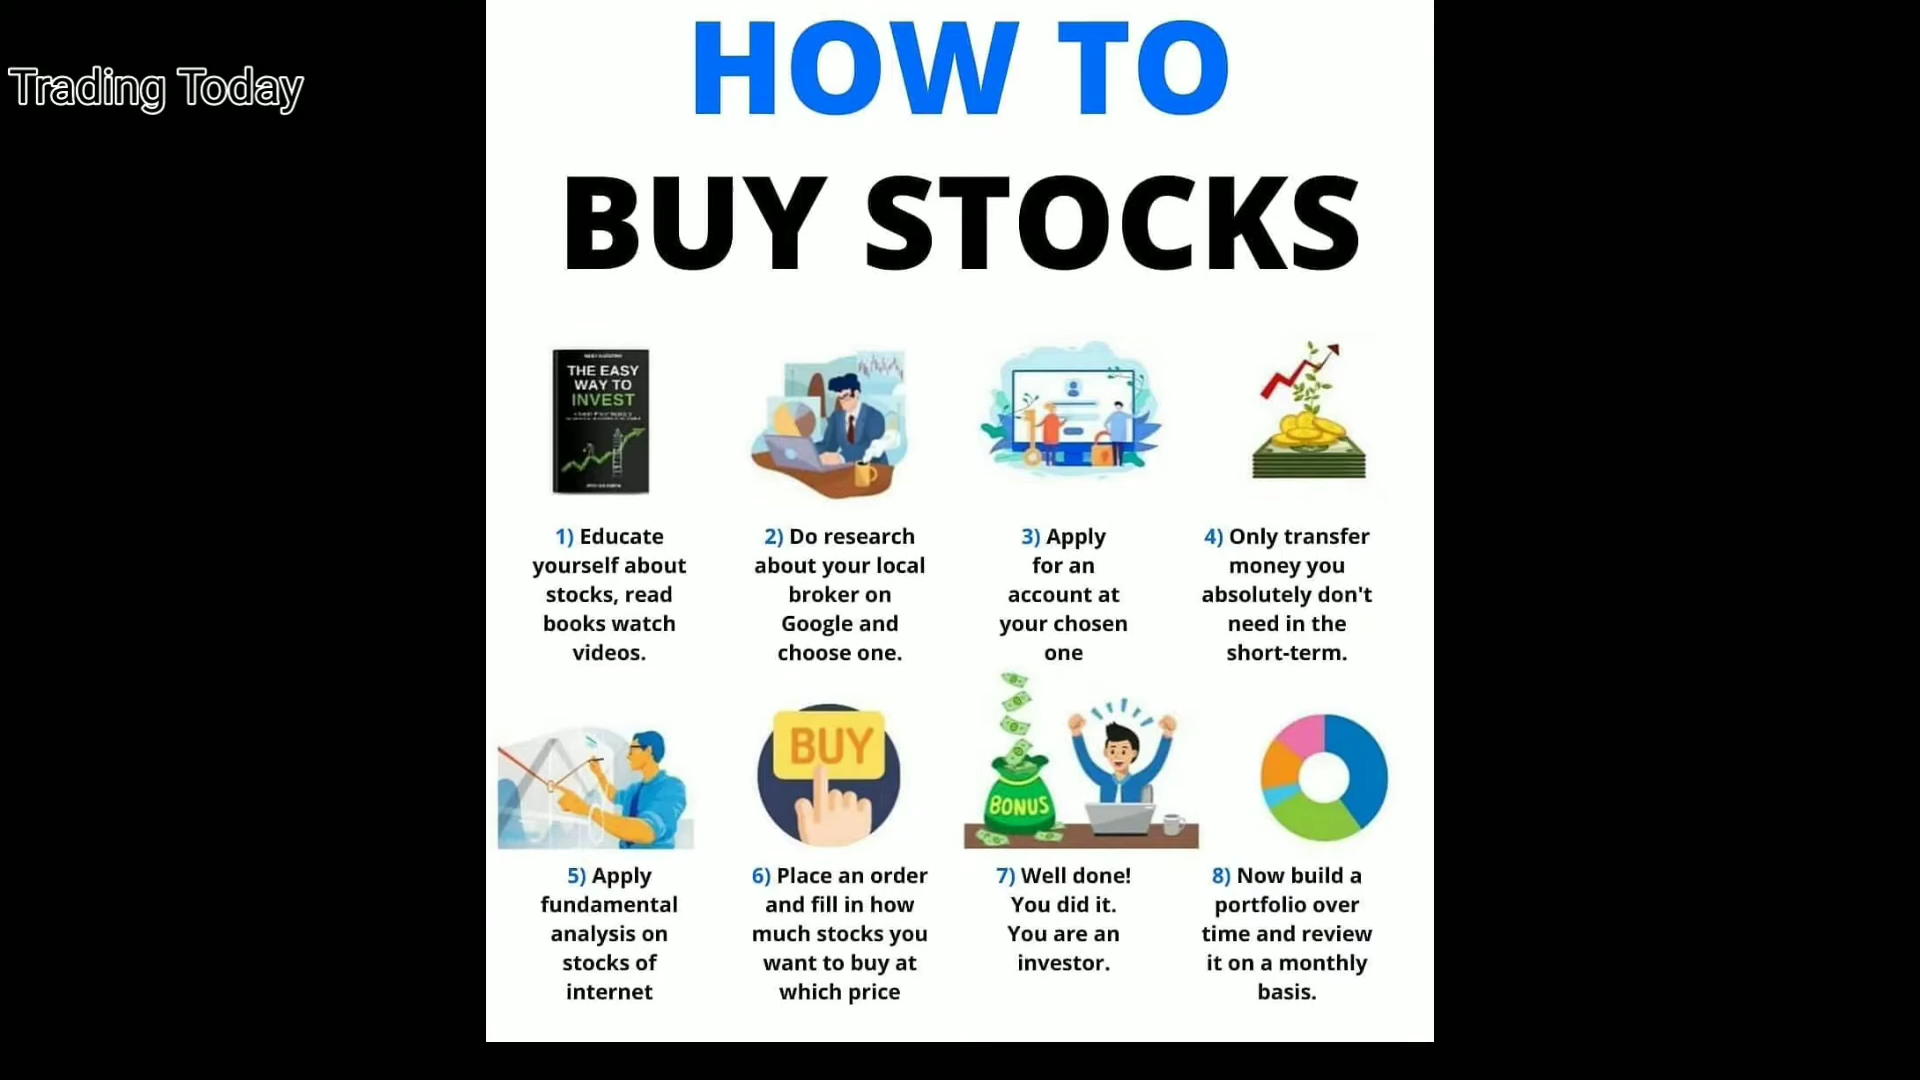 Trading Today
HOW TO
BUY STOCKS
THE EASY
WAY TO
INVEST
1) Educate
yourself about
stocks, read
books watch
videos.
2) Do research
about your local
broker on
Google and
choose one.
3) Apply
for an
account at
your chosen
one
4) Only transfer
money you
absolutely don't
need in the
short-term.
BUY
BONUS
5) Apply
fundamental
analysis on
stocks of
internet
6) Place an order
and fill in how
much stocks you
want to buy at
which price
7) Well done!
You did it.
You are an
investor.
8) Now build a
portfolio over
time and review
it on a monthly
basis.